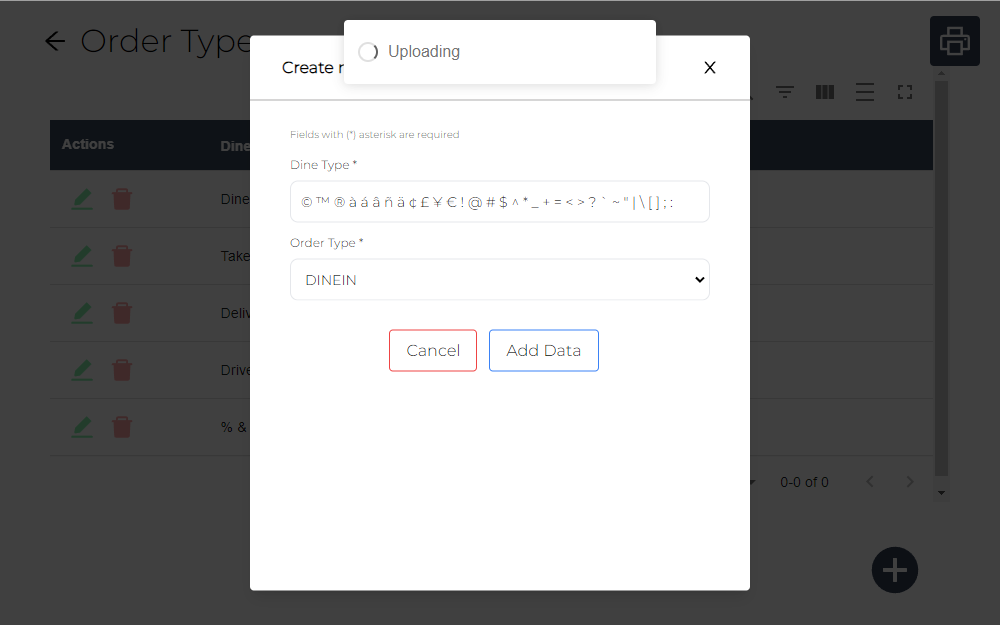 Order Type
Uploading
Create
X
Actions
Dine
Fields with (*) asterisk are required
Dine Type *
© ™ ® à á â ñ ä ¢ £ ¥ € ! @ # $ ^ * _ + = < > ? ` ~ " | \ [ ] ; :
Dine
Order Type *
Take
DINEIN
Deliv
Cancel
Add Data
Drive
% &
0-0 of 0